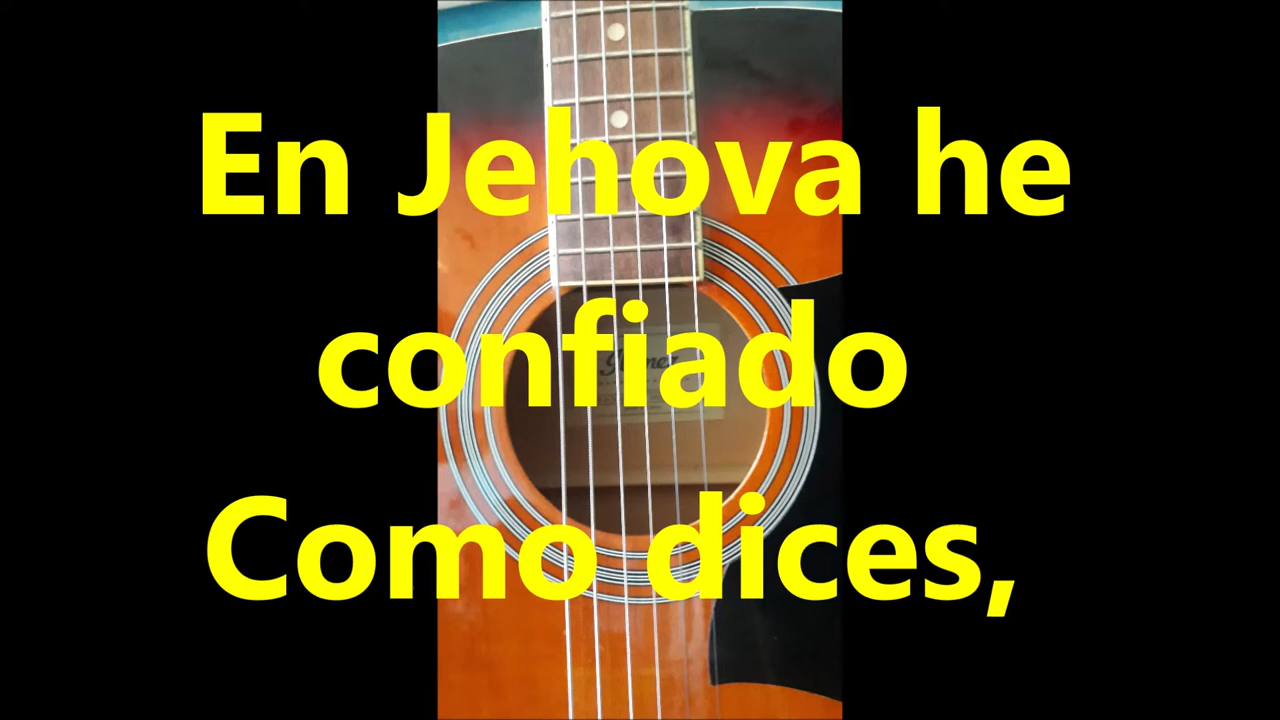 En Jehova he
confiado
Como dices,